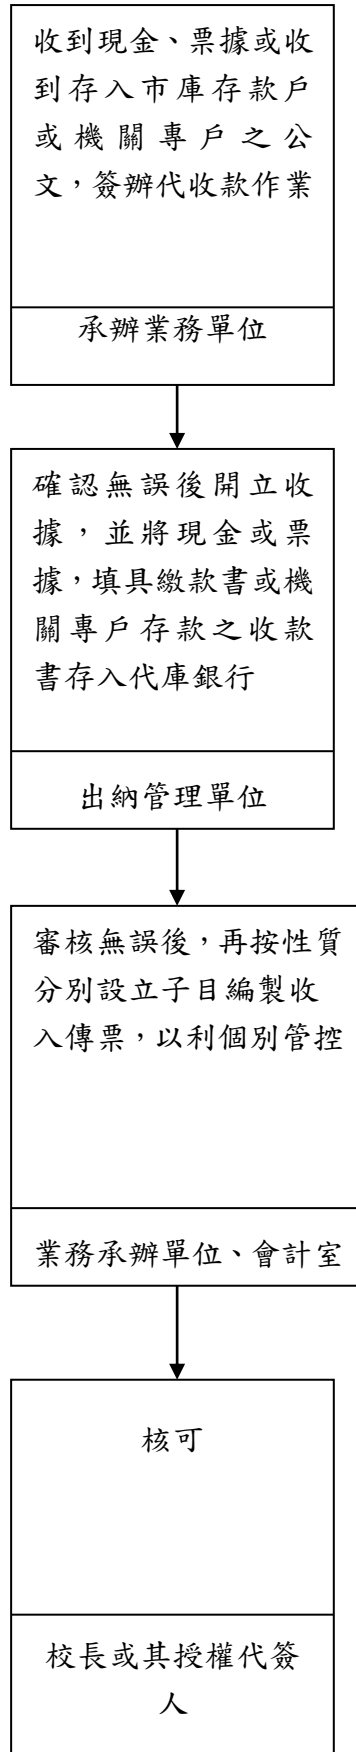 收到現金、票據或收
到存入市庫存款戶
或機關專戶之公
文，簽辦代收款作業
承辦業務單位
確認無誤後開立收
據，並將現金或票
據，填具繳款書或機
關專戶存款之收款
書存入代庫銀行
出納管理單位
審核無誤後，再按性質
分別設立子目編製收
入傳票，以利個別管控
業務承辦單位、會計室
核可
校長或其授權代簽
人